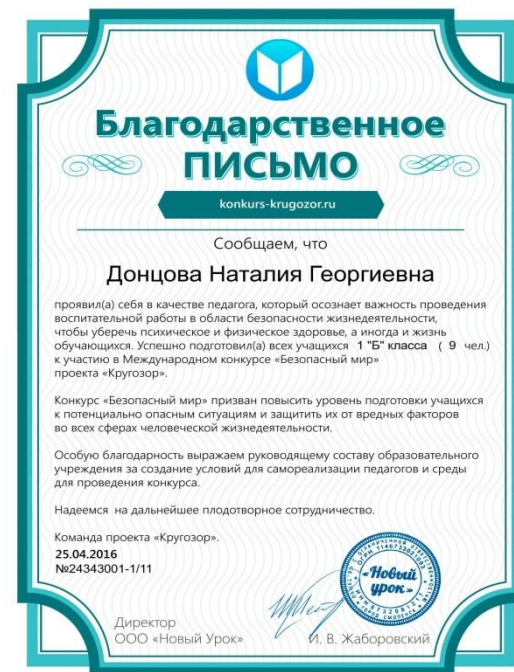 Благодарственное
ПИСЬМО
konkurs-krugozor.ru
Сообщаем, что
Донцова Наталия Георгиевна
проявил(а) себя в качестве педагога, который осознает важность проведения
воспитательной работы в области безопасности жизнедеятельности,
чтобы уберечь психическое и физическое здоровье, а иногда и жизнь
обучающихся. Успешно подготовил(а) всех учащихся 1 "Б" класса ( 9 чел.)
к участию в Международном конкурсе «Безопасный мир»
проекта «Кругозор».
Конкурс «Безопасный мир» призван повысить уровень подготовки учащихся
к потенциально опасным ситуациям и защитить их от вредных факторов
во всех сферах человеческой жизнедеятельности.
Особую благодарность выражаем руководящему составу образовательного
учреждения за создание условий для самореализации педагогов и среды
для проведения конкурса.
Надеемся на дальнейшее плодотворное сотрудничество.
Команда проекта «Кругозор».
25.04.2016
№24343001-1/11
«Новый
урок»
Директор
ООО «Новый Урок»
И. В. Жаборовский